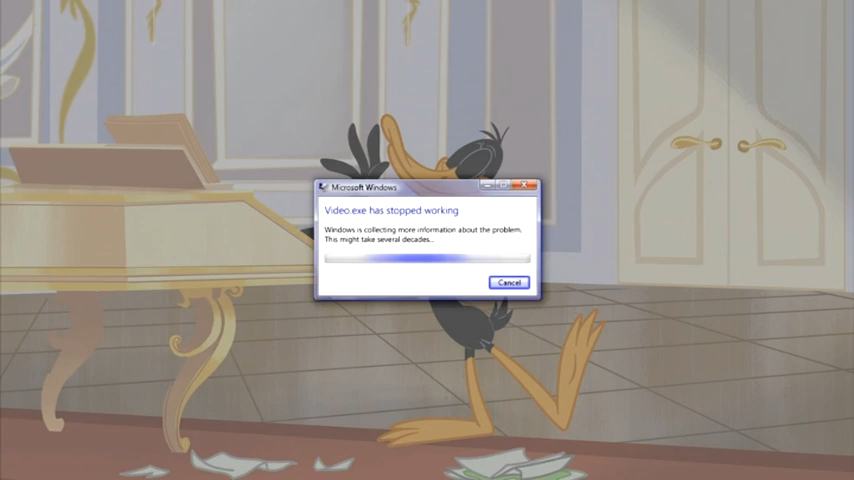 Microsoft Windows
Video.exe has stopped working
Windows is collecting more information about the problem.
This might take several decades...
Cancel